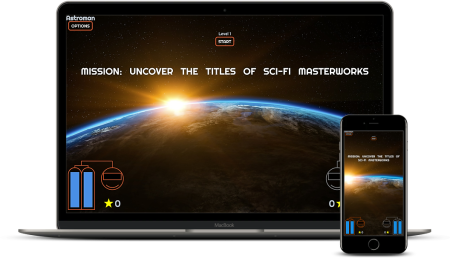 Astroman
OPTIONS
Level 1
START
MISSION: UNCOVER THE TITLES OF SCI-FI MASTERWORKS
0
0
MacBook
MISSION: UNCOVER THE TITLES OF
SCI-FI MASTERWORKS